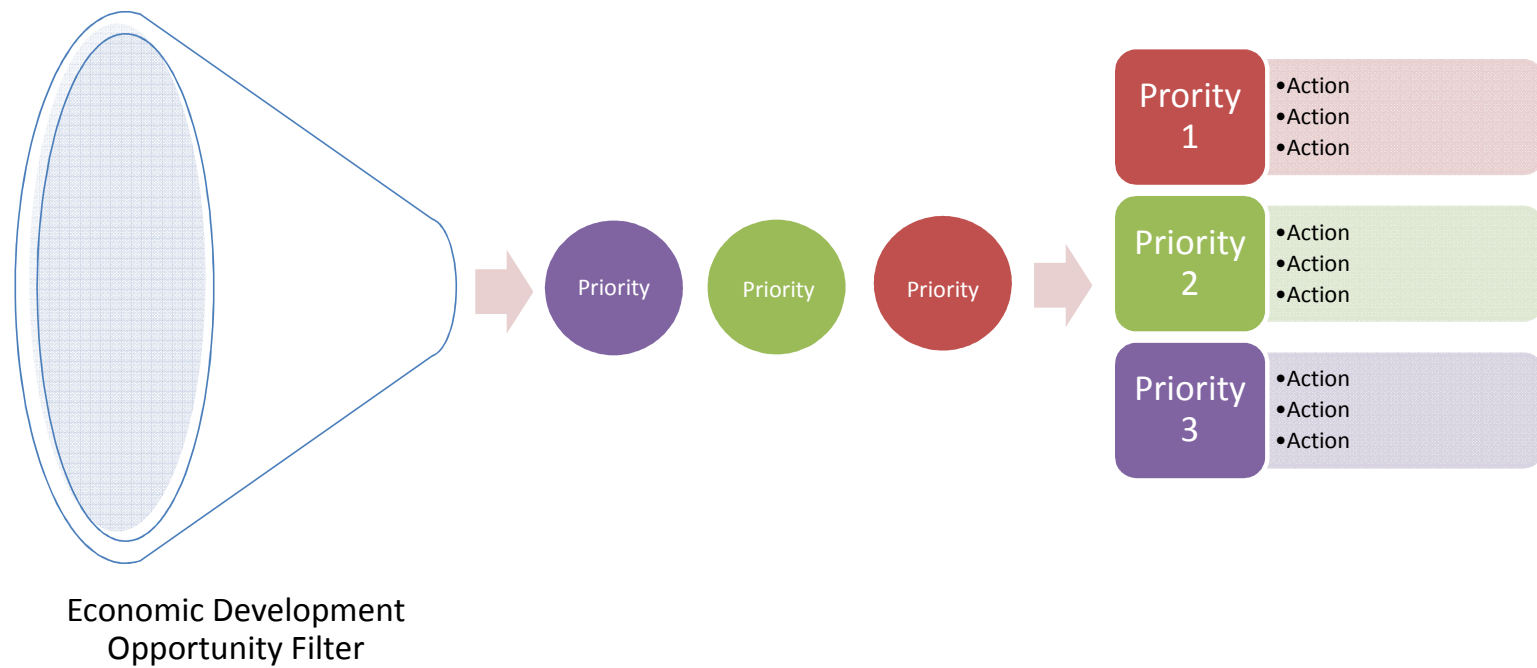 Priority
Priority
Priority
Prority
1
•Action
•Action
•Action
Priority
2
•Action
•Action
•Action
Priority
3
•Action
•Action
•Action
Economic Development
Opportunity Filter